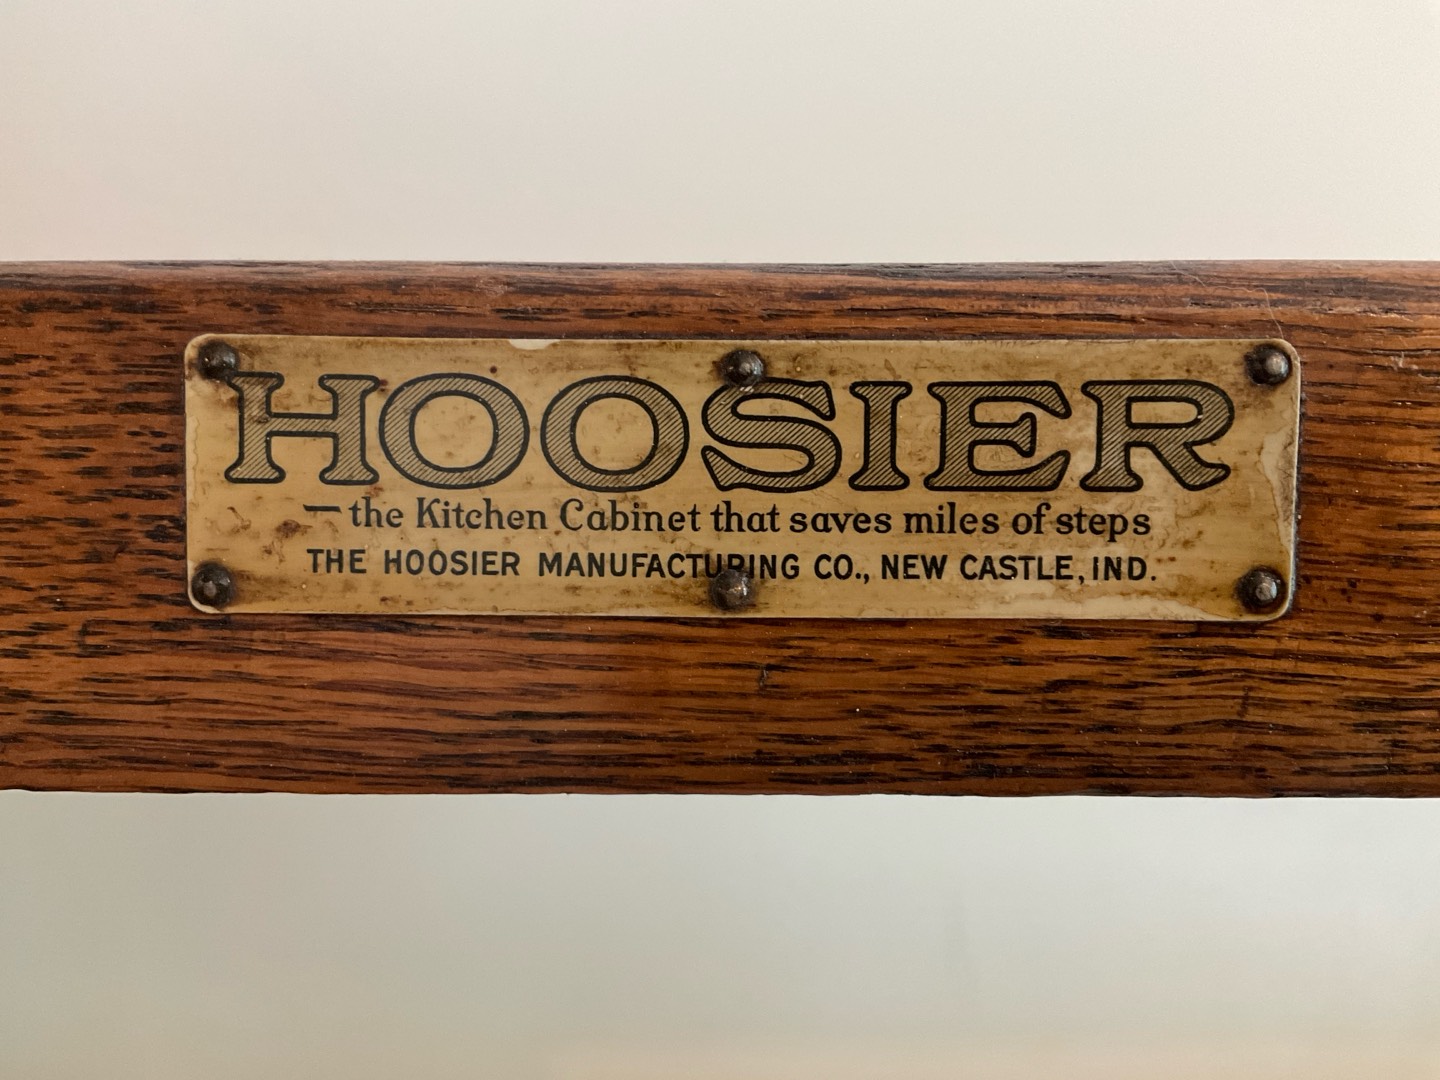 HOOSIER
—the Kitchen Cabinet that saves miles of steps
THE HOOSIER MANUFACTURING CO., NEW CASTLE, IND.